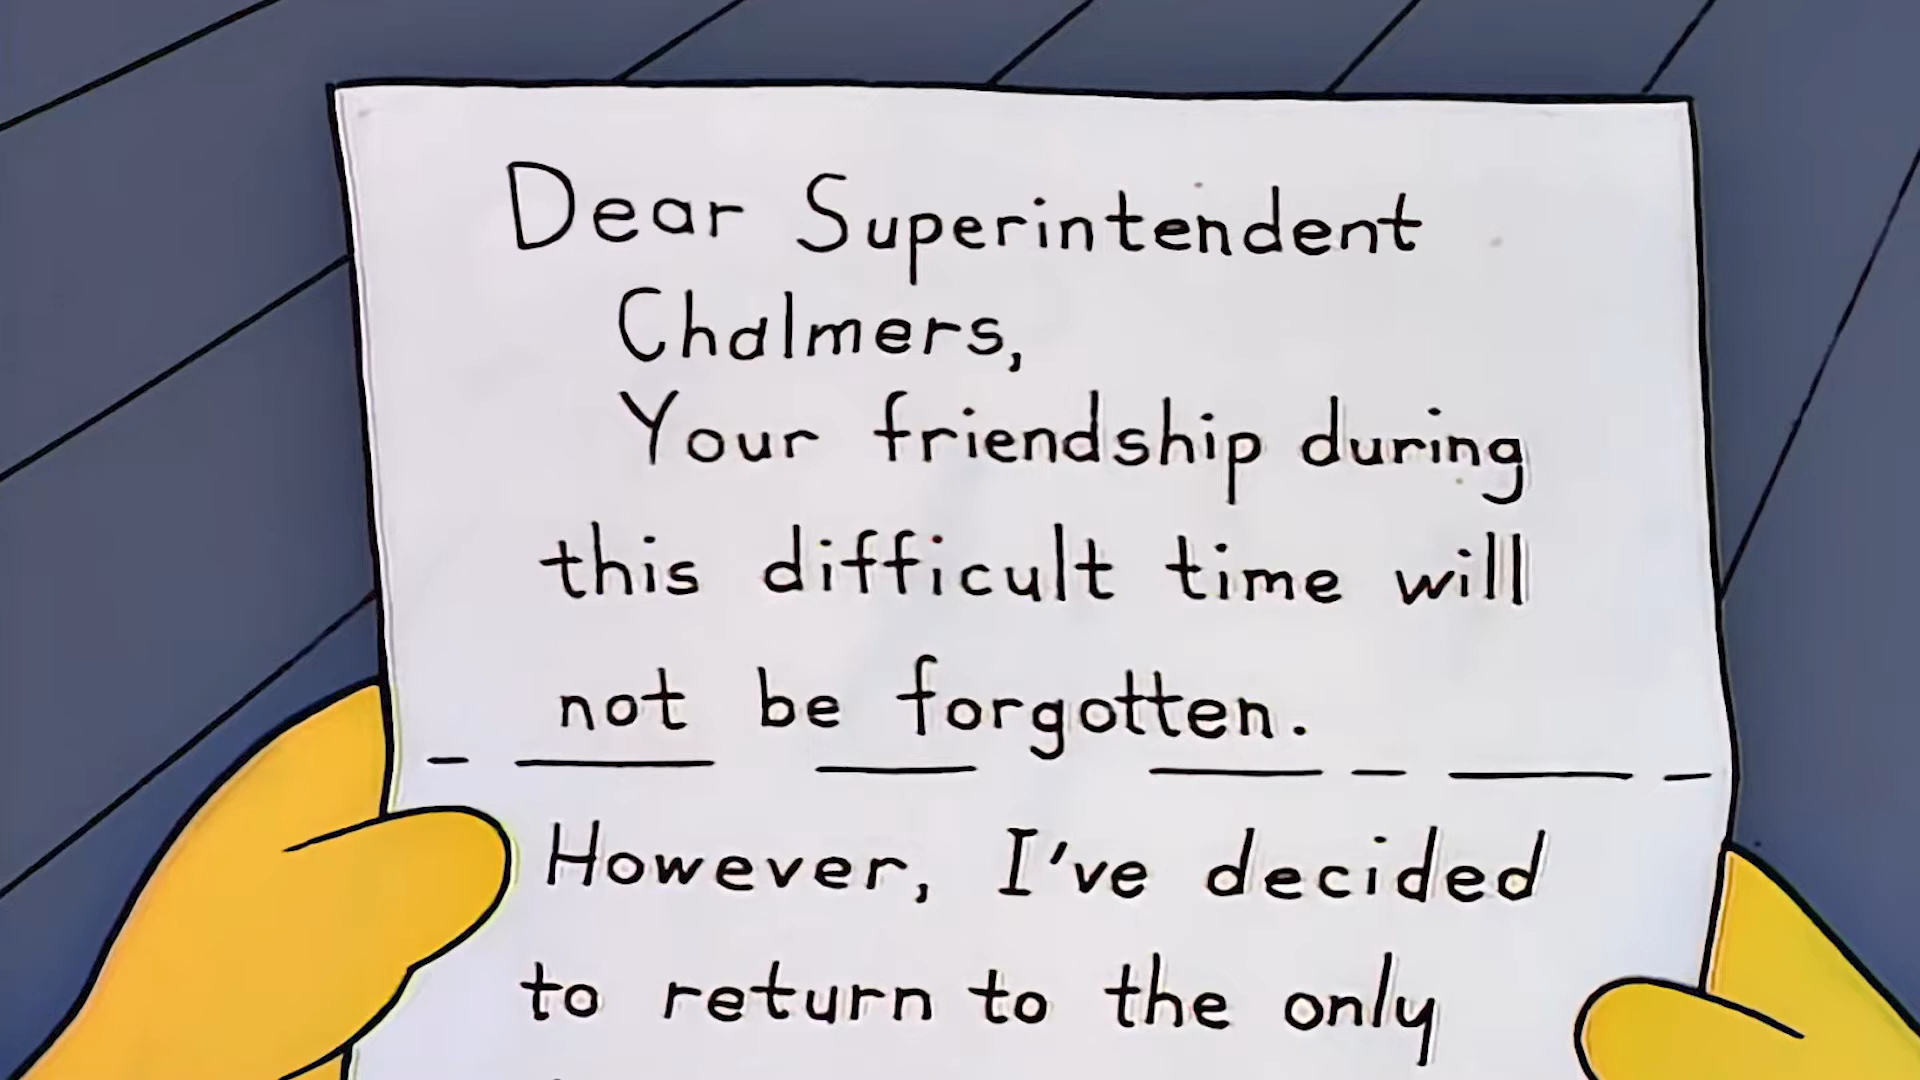 Dear Superintendent
Chalmers,
Your friendship during
this difficult time will
not be forgotten.
However, I've decided
to return to the only